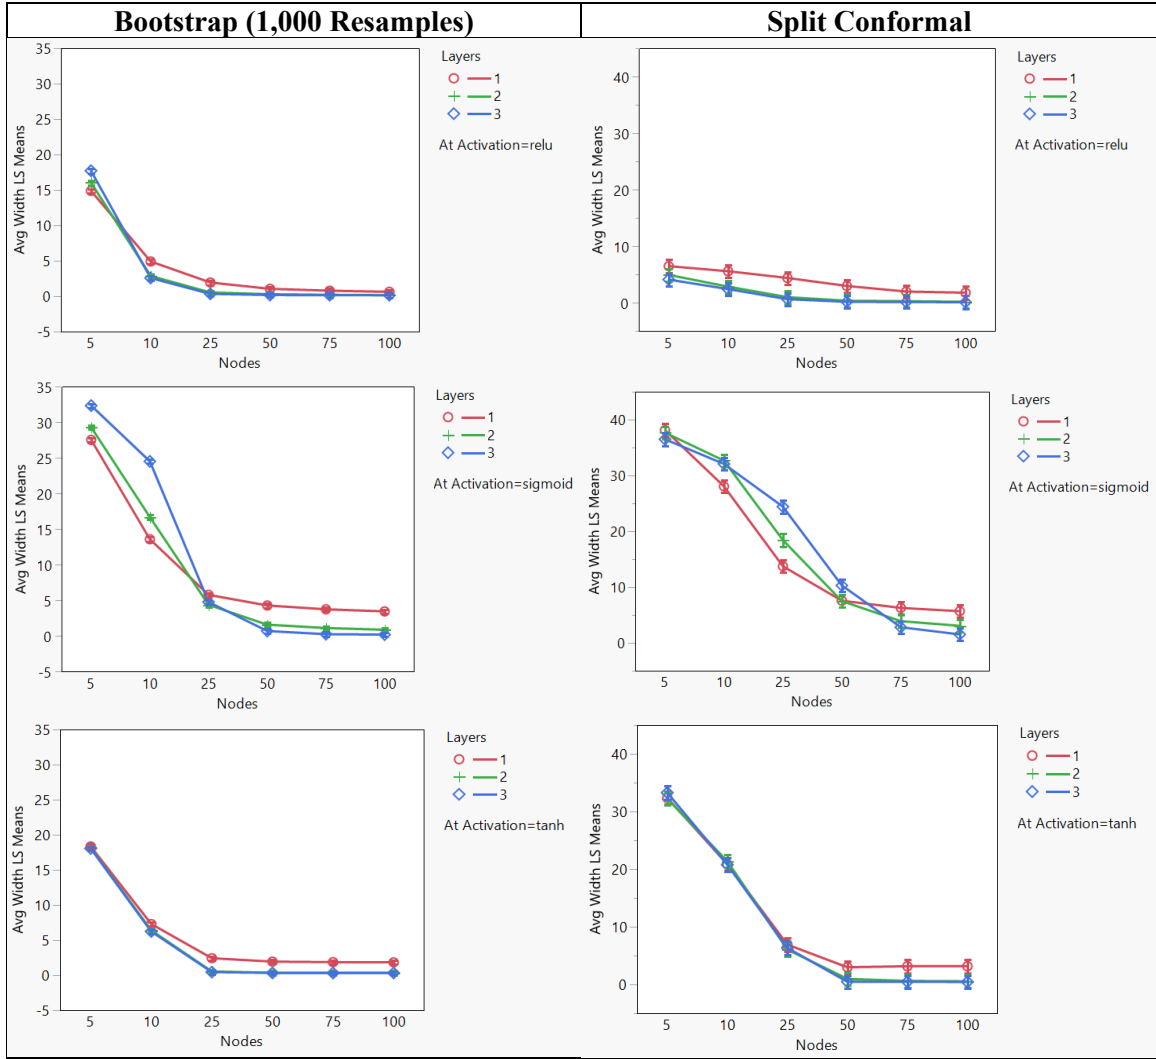 Bootstrap (1,000 Resamples)
Split Conformal
35
30
25
20
15
10
5
0
-5
Avg Width LS Means
5 10 25 50 75 100
Nodes
Layers
1
2
3
At Activation=relu
40
30
20
10
0
Avg Width LS Means
5 10 25 50 75 100
Nodes
Layers
1
2
3
At Activation=relu
35
30
25
20
15
10
5
0
-5
Avg Width LS Means
5 10 25 50 75 100
Nodes
Layers
1
2
3
At Activation=sigmoid
40
30
20
10
0
Avg Width LS Means
5 10 25 50 75 100
Nodes
Layers
1
2
3
At Activation=sigmoid
35
30
25
20
15
10
5
0
-5
Avg Width LS Means
5 10 25 50 75 100
Nodes
Layers
1
2
3
At Activation=tanh
40
30
20
10
0
Avg Width LS Means
5 10 25 50 75 100
Nodes
Layers
1
2
3
At Activation=tanh